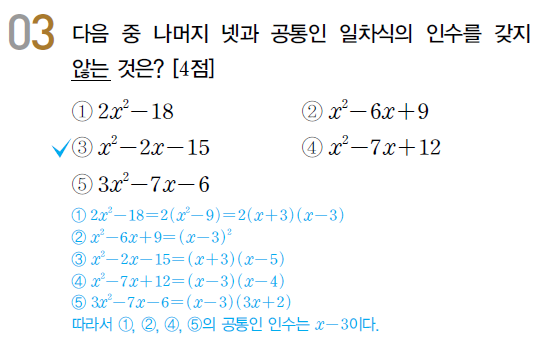 03 다음 중 나머지 넷과 공통인 일차식의 인수를 갖지
않는 것은? [4점]
① 2x²-18 ② x²-6x+9
③ x²-2x-15 ④ x²-7x+12
⑤ 3x²-7x-6
① 2x²-18=2(x²-9)=2(x+3)(x-3)
② x²-6x+9=(x-3)²
③ x²-2x-15=(x+3)(x-5)
④ x²-7x+12=(x-3)(x-4)
⑤ 3x²-7x-6=(x-3)(3x+2)
따라서 ①, ②, ④, ⑤의 공통인 인수는 x-3이다.